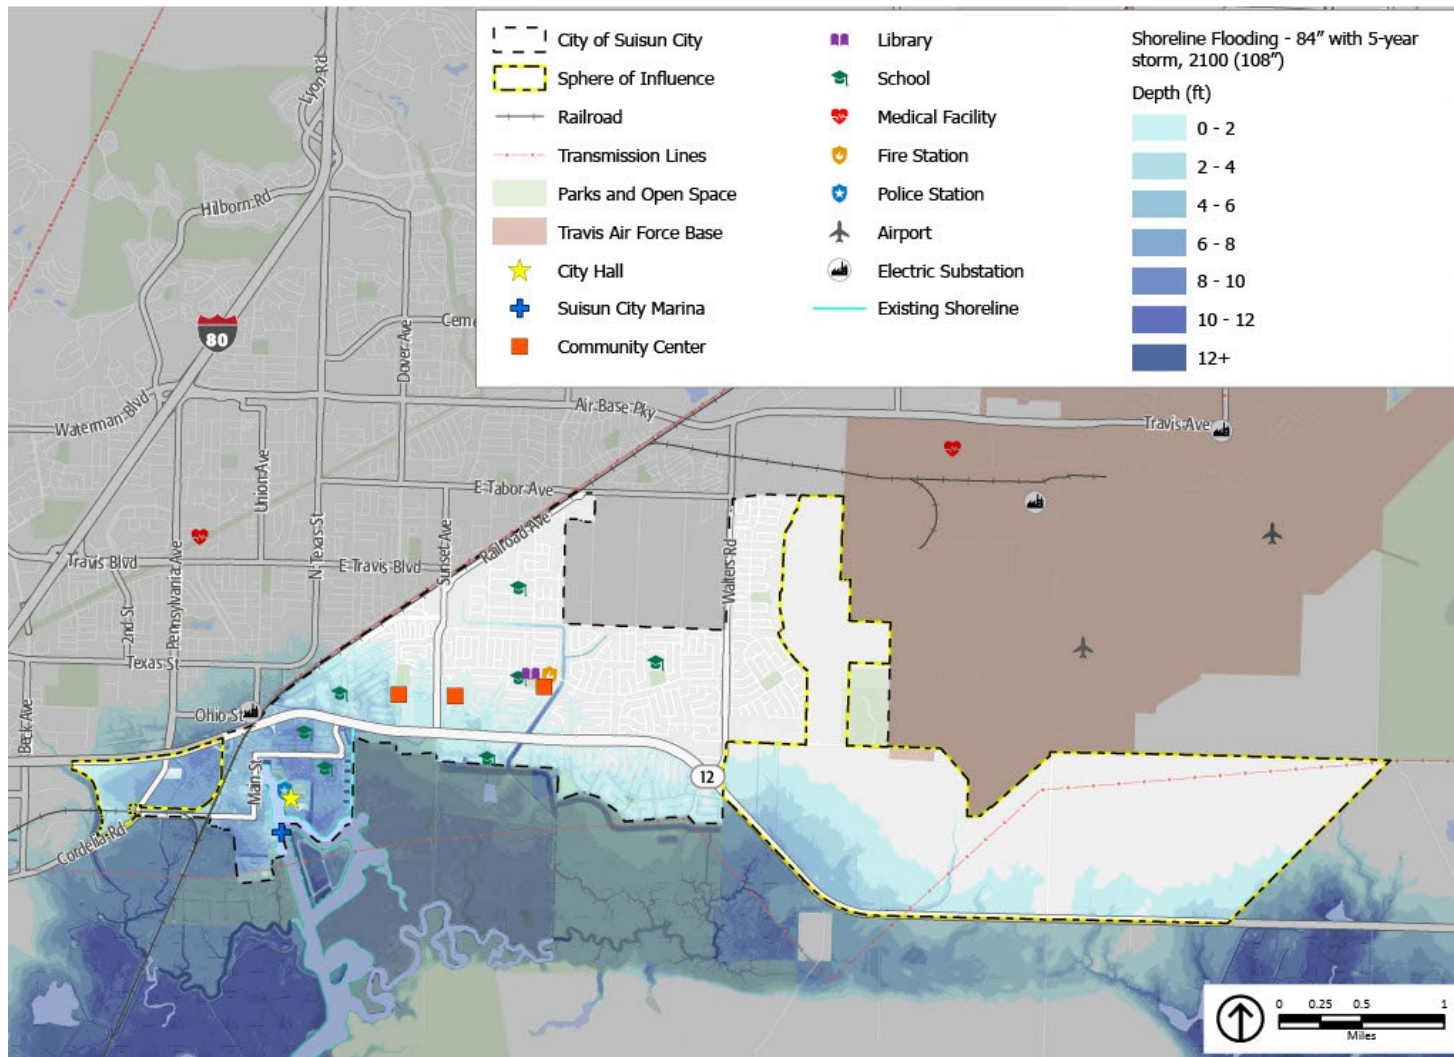 City of Suisun City
Sphere of Influence
Railroad
Transmission Lines
Parks and Open Space
Travis Air Force Base
City Hall
Suisun City Marina
Community Center
Library
School
Medical Facility
Fire Station
Police Station
Airport
Electric Substation
Existing Shoreline
Shoreline Flooding - 84” with 5-year
storm, 2100 (108”)
Depth (ft)
0 - 2
2 - 4
4 - 6
6 - 8
8 - 10
10 - 12
12+
Lyon Rd
Hilborn Rd
80
Dover Ave
Ceme
Waterman Blvd
Air Base Pky
Travis Ave
Union Ave
E Tabor Ave
N Texas St
Sunset Ave
Railroad Ave
Walters Rd
Travis Blvd
E Travis Blvd
Pennsylvania Ave
2nd St
Texas St
Beck Ave
Ohio St
Main St
12
Cordelia Rd
0 0.25 0.5 1
Miles